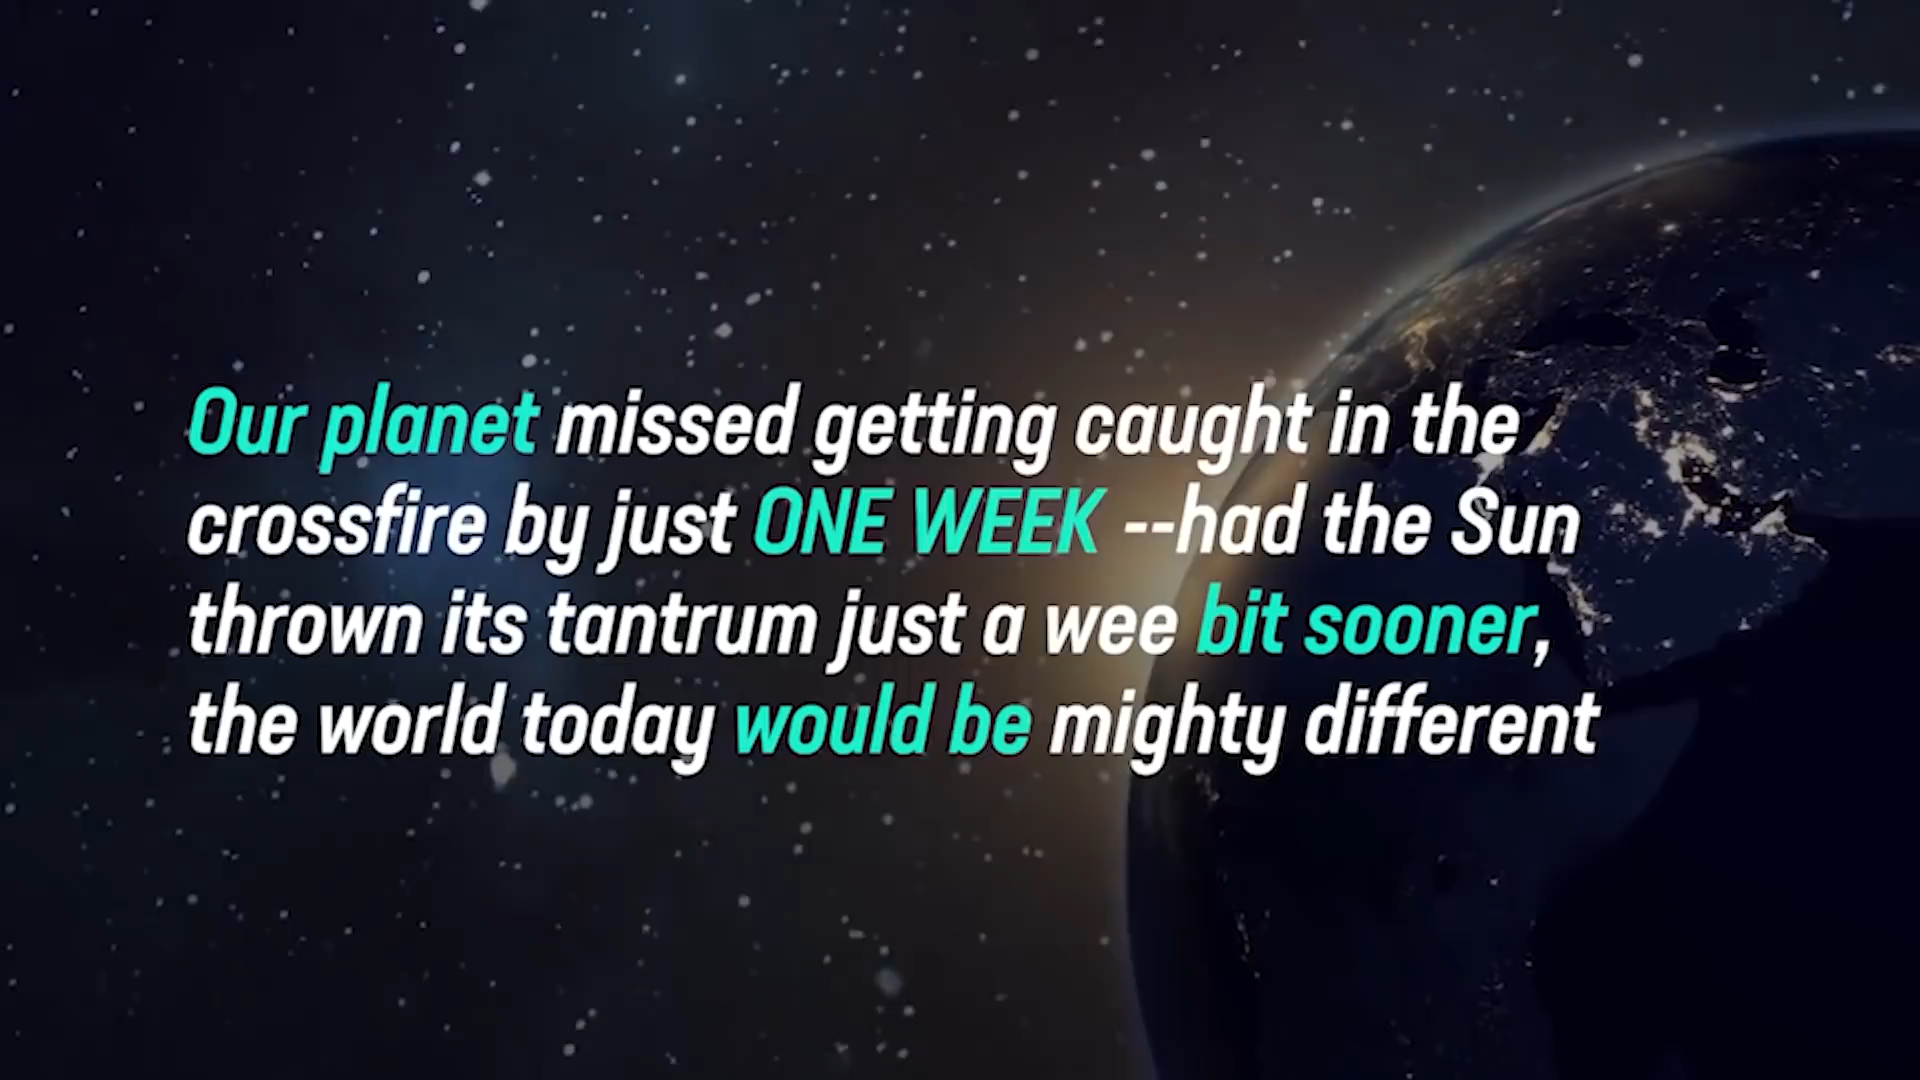 Our planet missed getting caught in the
crossfire by just ONE WEEK --had the Sun
thrown its tantrum just a wee bit sooner,
the world today would be mighty different